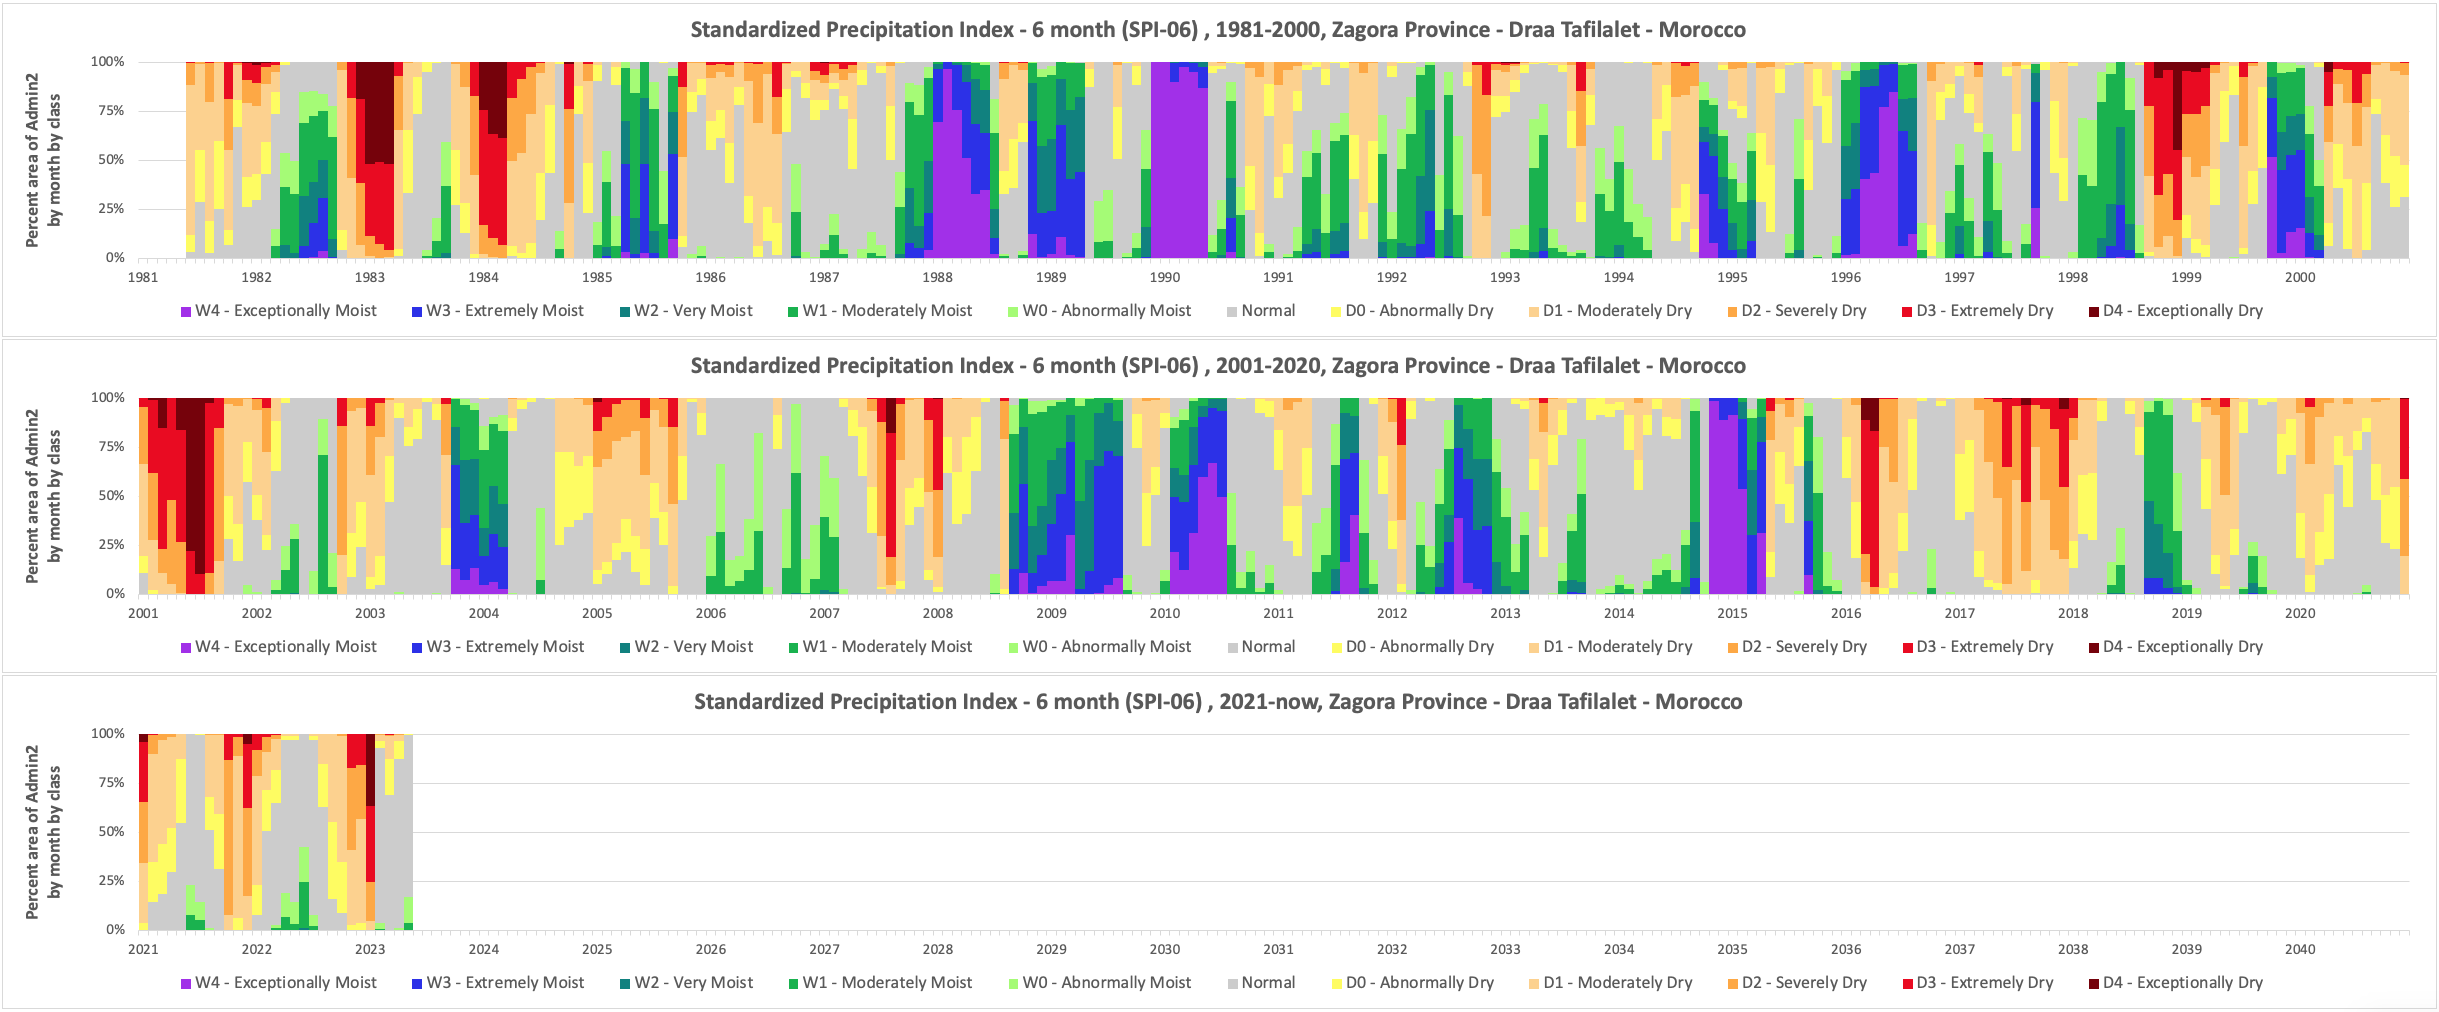 Standardized Precipitation Index - 6 month (SPI-06) , 1981-2000, Zagora Province - Draa Tafilalet - Morocco
Percent area of Admin2
by month by class
100%
75%
50%
25%
0%
1981 1982 1983 1984 1985 1986 1987 1988 1989 1990 1991 1992 1993 1994 1995 1996 1997 1998 1999 2000
W4 - Exceptionally Moist W3 - Extremely Moist W2 - Very Moist W1 - Moderately Moist W0 - Abnormally Moist Normal D0 - Abnormally Dry D1 - Moderately Dry D2 - Severely Dry D3 - Extremely Dry D4 - Exceptionally Dry
Standardized Precipitation Index - 6 month (SPI-06) , 2001-2020, Zagora Province - Draa Tafilalet - Morocco
Percent area of Admin2
by month by class
100%
75%
50%
25%
0%
2001 2002 2003 2004 2005 2006 2007 2008 2009 2010 2011 2012 2013 2014 2015 2016 2017 2018 2019 2020
W4 - Exceptionally Moist W3 - Extremely Moist W2 - Very Moist W1 - Moderately Moist W0 - Abnormally Moist Normal D0 - Abnormally Dry D1 - Moderately Dry D2 - Severely Dry D3 - Extremely Dry D4 - Exceptionally Dry
Standardized Precipitation Index - 6 month (SPI-06) , 2021-now, Zagora Province - Draa Tafilalet - Morocco
Percent area of Admin2
by month by class
100%
75%
50%
25%
0%
2021 2022 2023 2024 2025 2026 2027 2028 2029 2030 2031 2032 2033 2034 2035 2036 2037 2038 2039 2040
W4 - Exceptionally Moist W3 - Extremely Moist W2 - Very Moist W1 - Moderately Moist W0 - Abnormally Moist Normal D0 - Abnormally Dry D1 - Moderately Dry D2 - Severely Dry D3 - Extremely Dry D4 - Exceptionally Dry